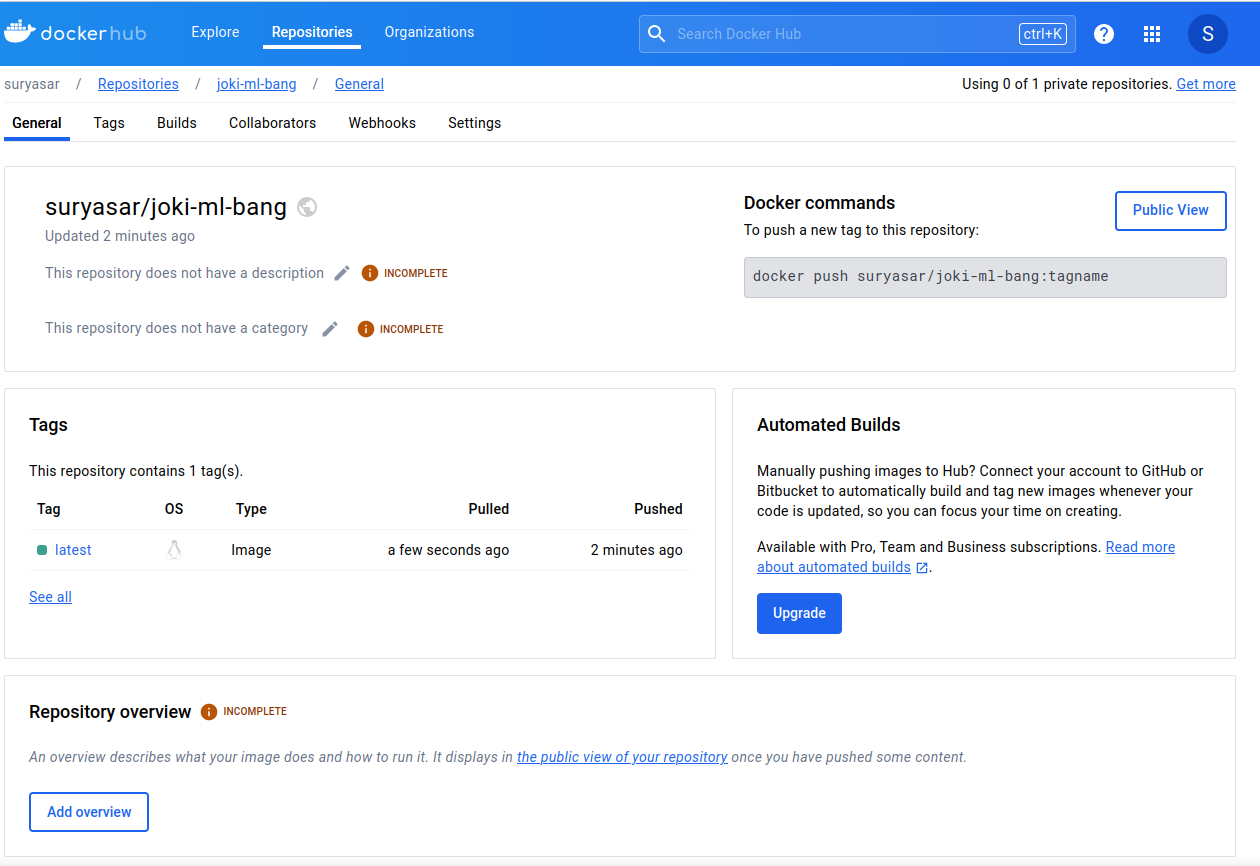 dockerhub Explore Repositories Organizations Search Docker Hub ctrl+K ? S
suryasar / Repositories / joki-ml-bang / General Using 0 of 1 private repositories. Get more
General Tags Builds Collaborators Webhooks Settings
suryasar/joki-ml-bang
Updated 2 minutes ago
This repository does not have a description INCOMPLETE
This repository does not have a category INCOMPLETE
Docker commands
Public View
To push a new tag to this repository:
docker push suryasar/joki-ml-bang:tagname
Tags
This repository contains 1 tag(s).
Tag OS Type Pulled Pushed
latest Image a few seconds ago 2 minutes ago
See all
Automated Builds
Manually pushing images to Hub? Connect your account to GitHub or
Bitbucket to automatically build and tag new images whenever your
code is updated, so you can focus your time on creating.
Available with Pro, Team and Business subscriptions. Read more
about automated builds .
Upgrade
Repository overview INCOMPLETE
An overview describes what your image does and how to run it. It displays in the public view of your repository once you have pushed some content.
Add overview